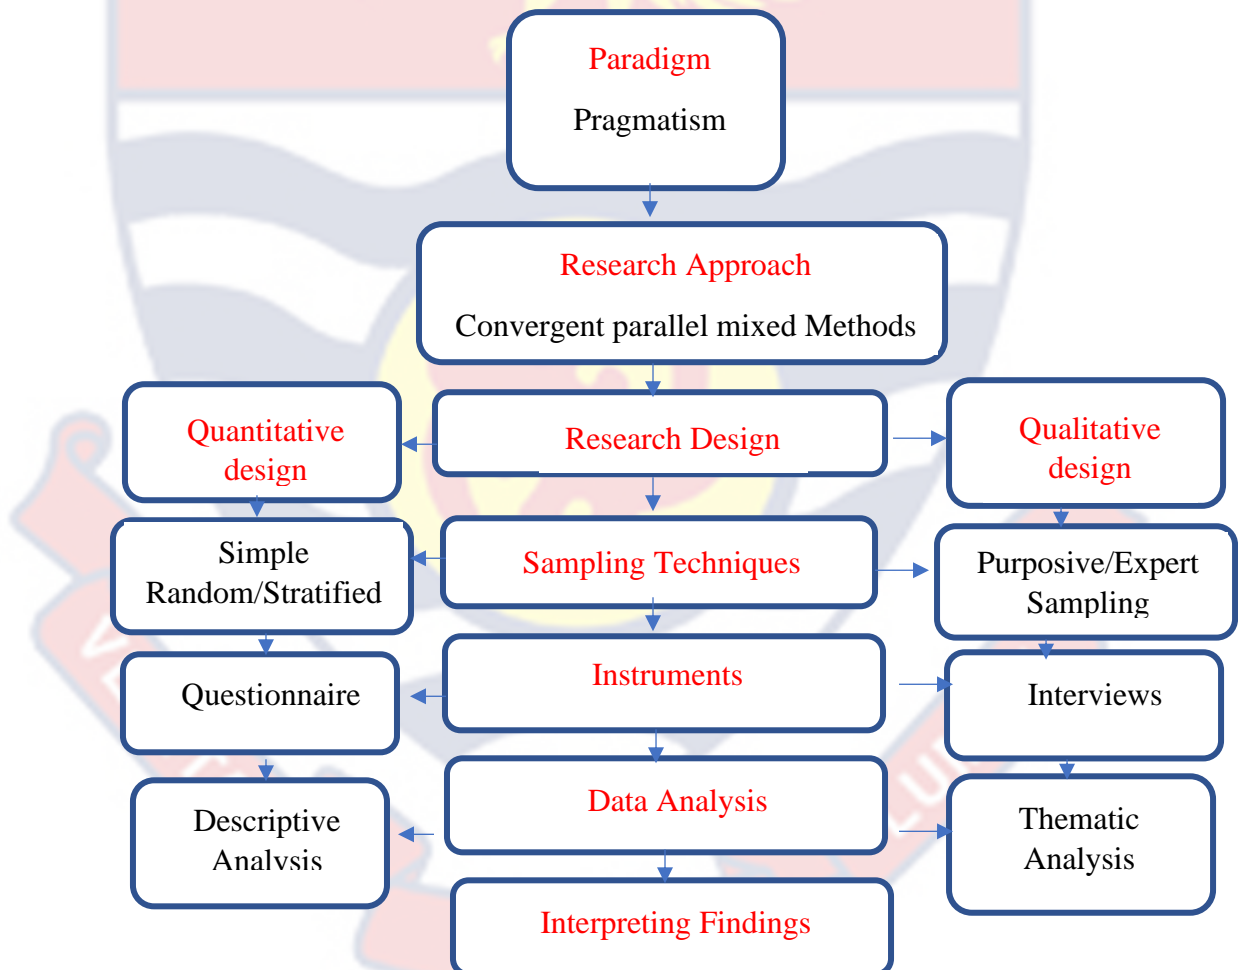 Paradigm
Pragmatism
Research Approach
Convergent parallel mixed Methods
Quantitative
design
Research Design
Qualitative
design
Simple
Random/Stratified
Sampling Techniques
Purposive/Expert
Sampling
Questionnaire
Instruments
Interviews
Descriptive
Analysis
Data Analysis
Thematic
Analysis
Interpreting Findings